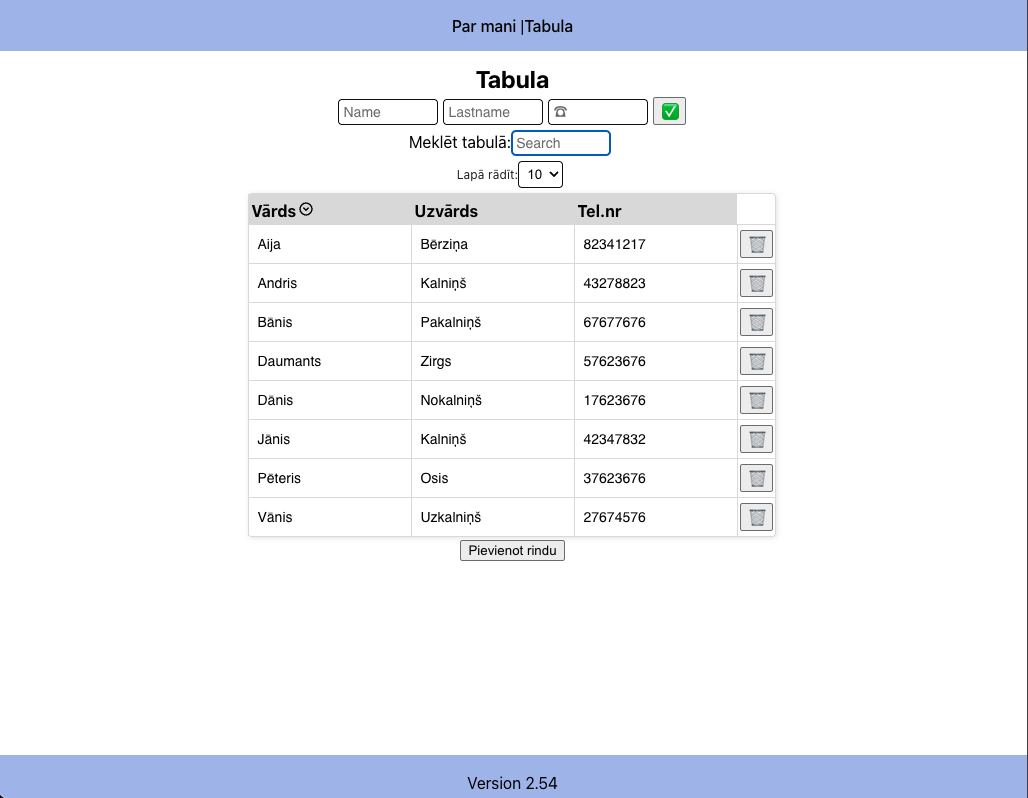 Par mani |Tabula
Tabula
Name Lastname ☎
Meklēt tabulā: Search
Lapā rādīt: 10
Vārds Uzvārds Tel.nr
Aija Bērziņa 82341217
Andris Kalniņš 43278823
Bānis Pakalniņš 67677676
Daumants Zirgs 57623676
Dānis Nokalniņš 17623676
Jānis Kalniņš 42347832
Pēteris Osis 37623676
Vānis Uzkalniņš 27674576
Pievienot rindu
Version 2.54